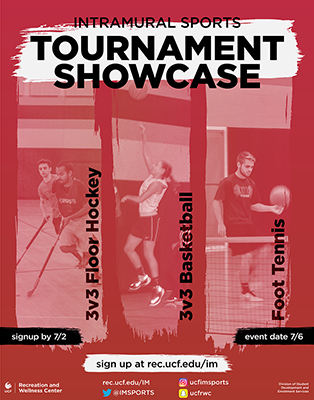 INTRAMURAL SPORTS
TOURNAMENT
SHOWCASE
3v3 Floor Hockey
3v3 Basketball
Foot Tennis
signup by 7/2
event date 7/6
sign up at rec.ucf.edu/im
UCF
Recreation and
Wellness Center
rec.ucf.edu/IM
@IMSPORTS
ucfimsports
ucfrwc
Division of Student
Development and
Enrollment Services